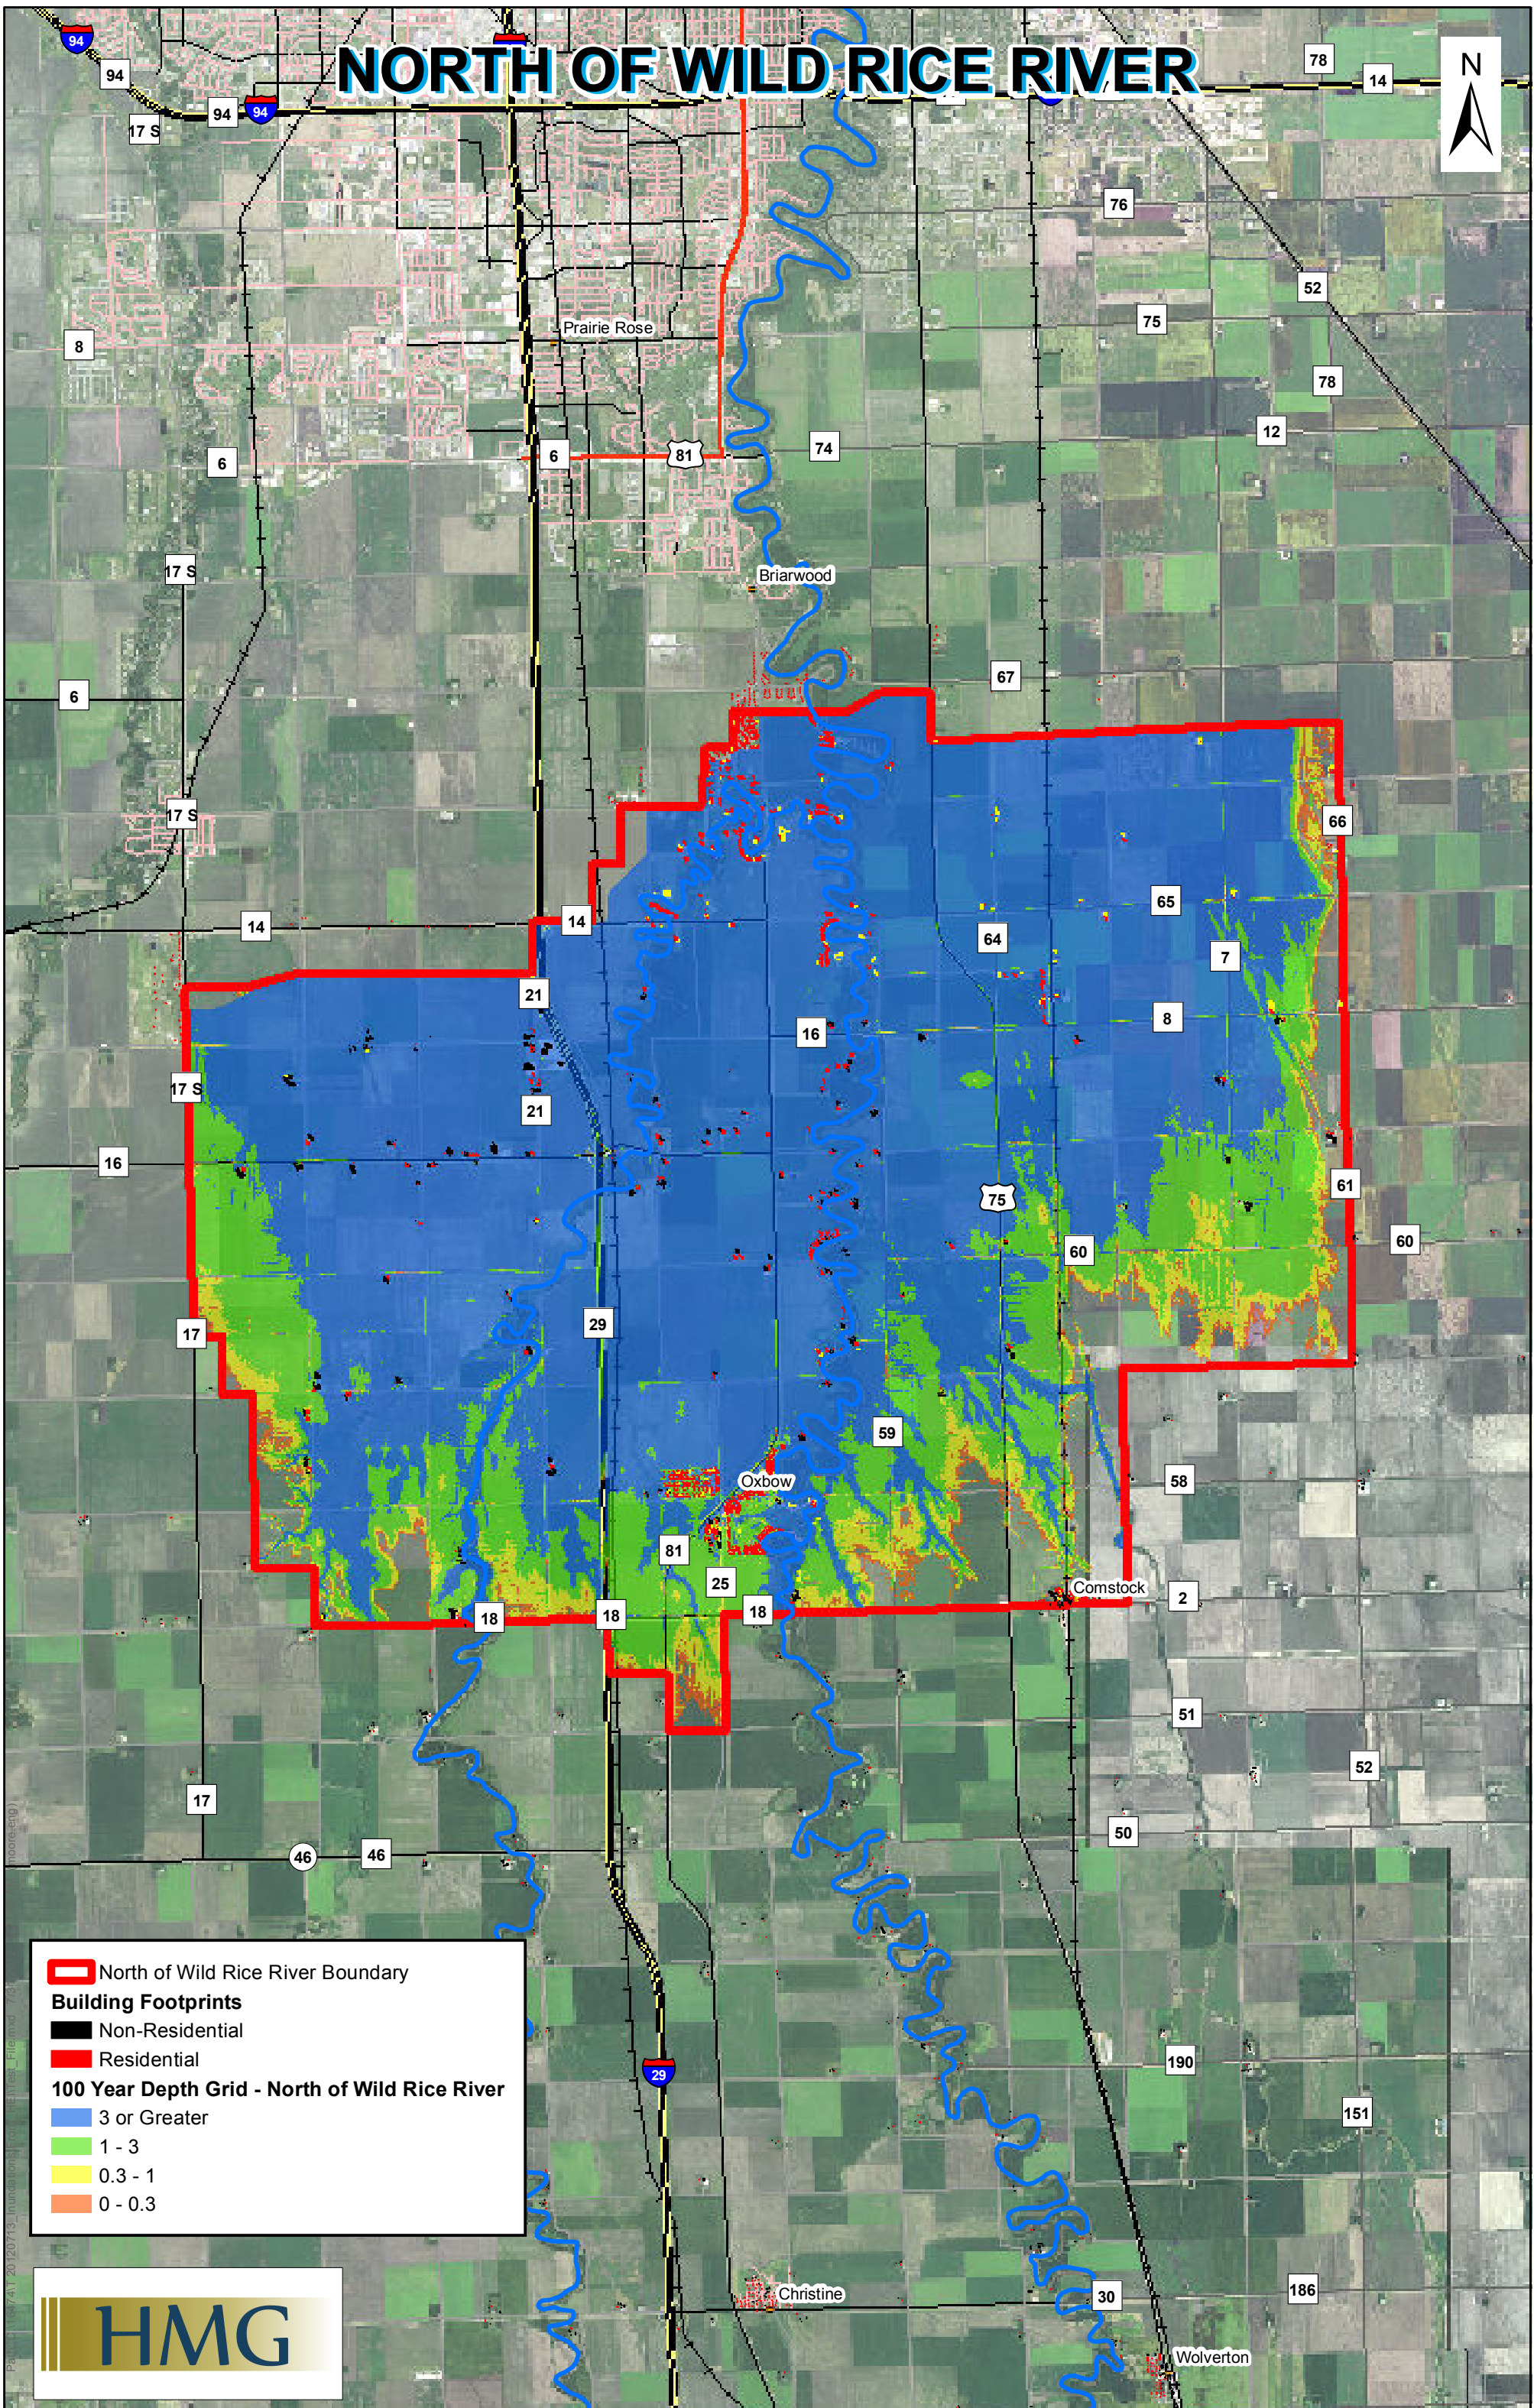 NORTH OF WILD RICE RIVER
N
94
94
94
94
17 S
78
14
76
52
75
78
12
8
Prairie Rose
6
6
81
74
17 S
Briarwood
6
67
17 S
66
14
14
65
64
7
21
16
8
17 S
21
16
75
61
60
60
29
17
59
Oxbow
58
81
25
18
18
18
Comstock
2
51
52
17
50
46
46
190
29
151
Christine
30
186
Wolverton
North of Wild Rice River Boundary
Building Footprints
Non-Residential
Residential
100 Year Depth Grid - North of Wild Rice River
3 or Greater
1 - 3
0.3 - 1
0 - 0.3
HMG